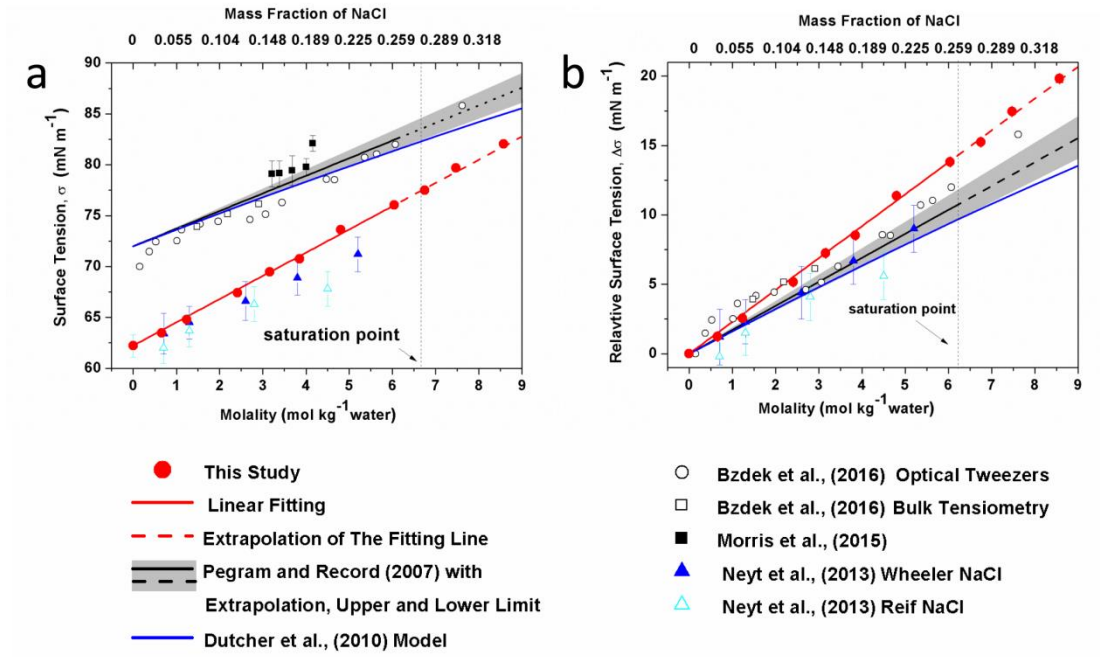 Mass Fraction of NaCl
0 0.055 0.104 0.148 0.189 0.225 0.259 0.289 0.318
a
90
85
80
75
70
65
60
Surface Tension, σ (mN m⁻¹)
saturation point
0 1 2 3 4 5 6 7 8 9
Molality (mol kg⁻¹water)
Mass Fraction of NaCl
0 0.055 0.104 0.148 0.189 0.225 0.259 0.289 0.318
b
20
15
10
5
0
Relavtive Surface Tension, Δσ (mN m⁻¹)
saturation point
0 1 2 3 4 5 6 7 8 9
Molality (mol kg⁻¹water)
This Study
Linear Fitting
Extrapolation of The Fitting Line
Pegram and Record (2007) with
Extrapolation, Upper and Lower Limit
Dutcher et al., (2010) Model
Bzdek et al., (2016) Optical Tweezers
Bzdek et al., (2016) Bulk Tensiometry
Morris et al., (2015)
Neyt et al., (2013) Wheeler NaCl
Neyt et al., (2013) Reif NaCl